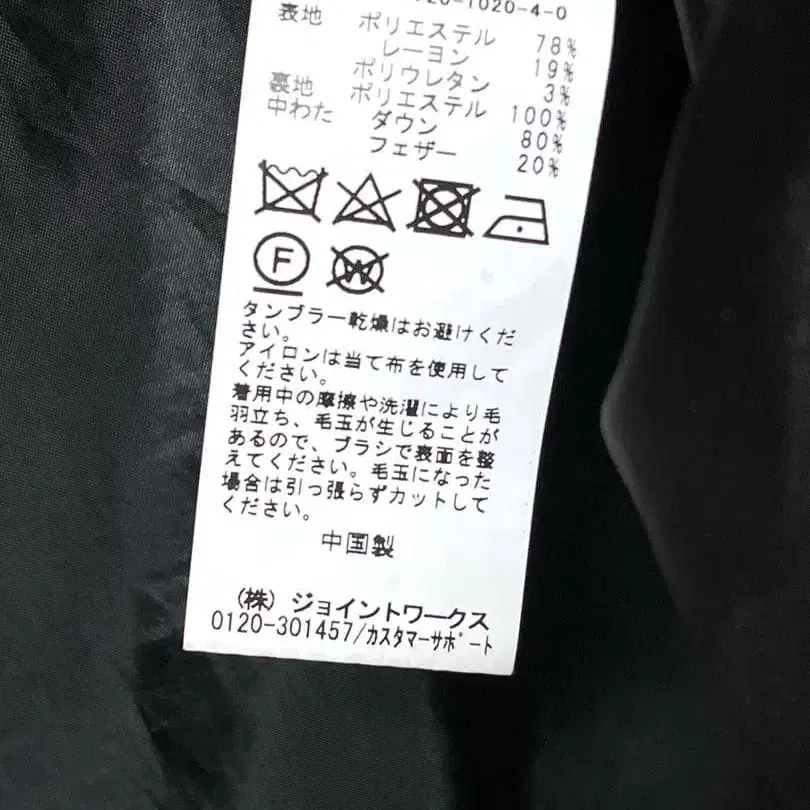 20-1020-4-0
表地 ポリエステル 78%
レーヨン 19%
ポリウレタン 3%
裏地 ポリエステル 100%
中わた ダウン 80%
フェザー 20%
F W
タンブラー乾燥はお避けくだ
さい。
アイロンは当て布を使用して
ください。
着用中の摩擦や洗濯により毛
羽立ち、毛玉が生じることが
あるので、ブラシで表面を整
えてください。毛玉になった
場合は引っ張らずカットして
ください。
中国製
(株) ジョイントワークス
0120-301457/カスタマーサポート